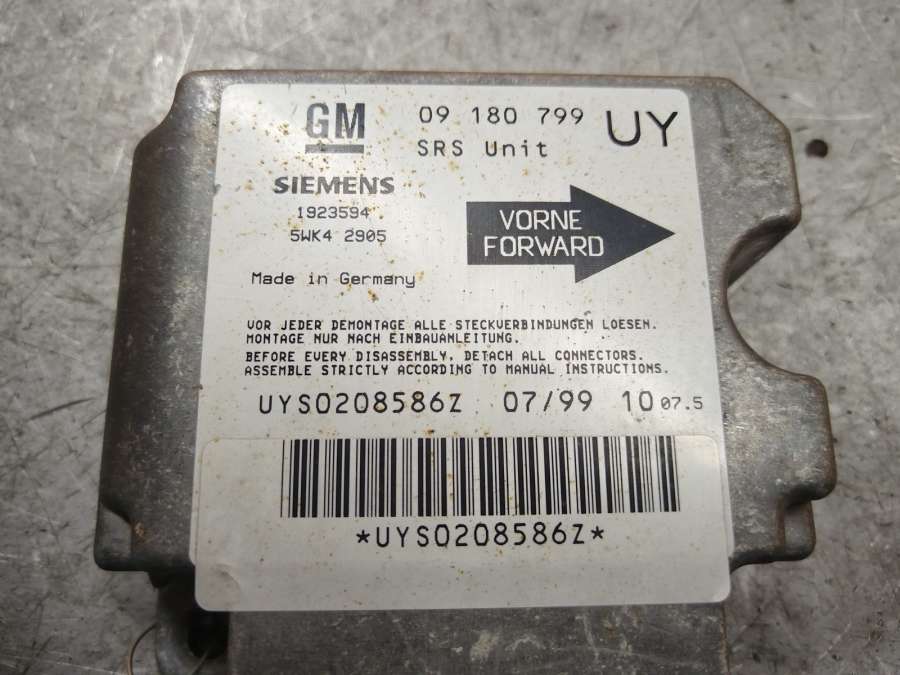 GM 09 180 799 UY
SRS Unit
SIEMENS
1923594
5WK4 2905
VORNE
FORWARD
Made in Germany
VOR JEDER DEMONTAGE ALLE STECKVERBINDUNGEN LOESEN.
MONTAGE NUR NACH EINBAUANLEITUNG.
BEFORE EVERY DISASSEMBLY, DETACH ALL CONNECTORS.
ASSEMBLE STRICTLY ACCORDING TO MANUAL INSTRUCTIONS.
UYS0208586Z 07/99 10 07.5
*UYS0208586Z*